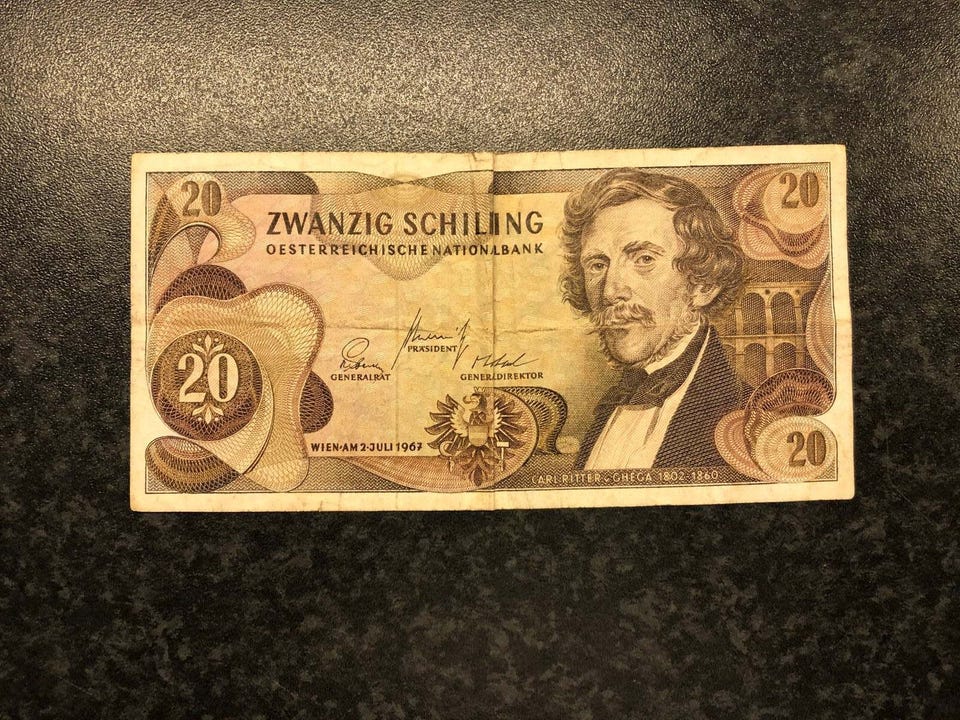 20
20
ZWANZIG SCHILLING
OESTERREICHISCHE NATIONALBANK
PRÄSIDENT
GENERALRAT
GENERALDIREKTOR
20
WIEN·AM 2·JULI 1967
20
CARL RITTER v. GHEGA 1802-1860